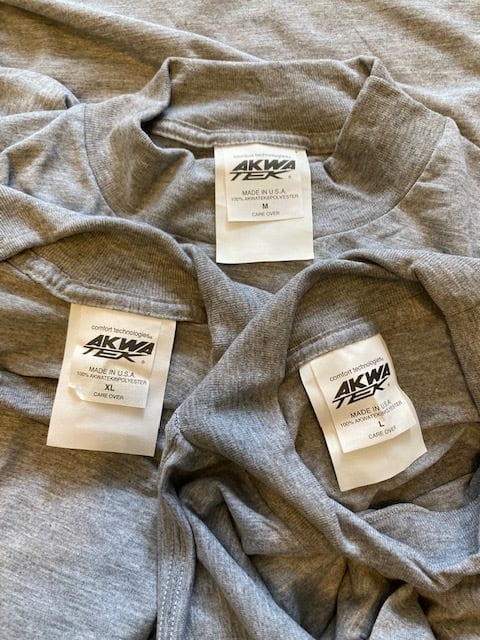 comfort technologies®
AKWA
TEK®
MADE IN U.S.A.
100% AKWATEK®POLYESTER
M
CARE OVER
comfort technologies®
AKWA
TEK®
MADE IN U.S.A.
100% AKWATEK®POLYESTER
XL
CARE OVER
comfort technologies®
AKWA
TEK®
MADE IN U.S.A.
100% AKWATEK®POLYESTER
L
CARE OVER